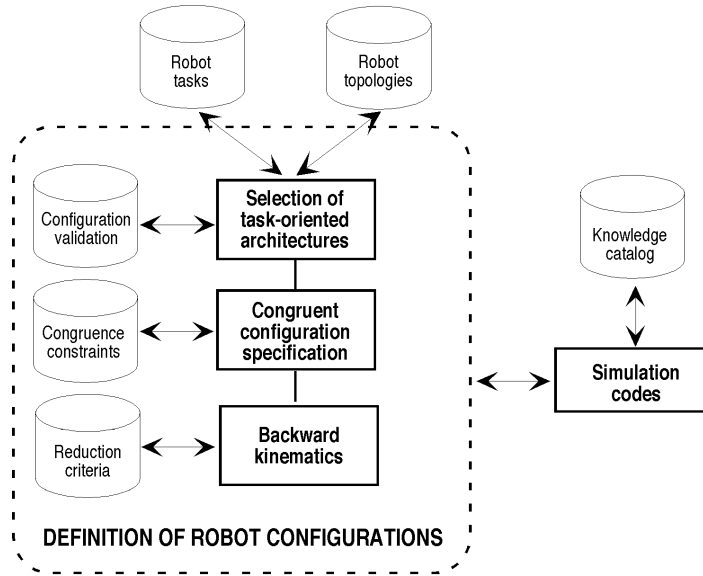 Robot
tasks
Robot
topologies
Configuration
validation
Selection of
task-oriented
architectures
Knowledge
catalog
Congruence
constraints
Congruent
configuration
specification
Simulation
codes
Reduction
criteria
Backward
kinematics
DEFINITION OF ROBOT CONFIGURATIONS